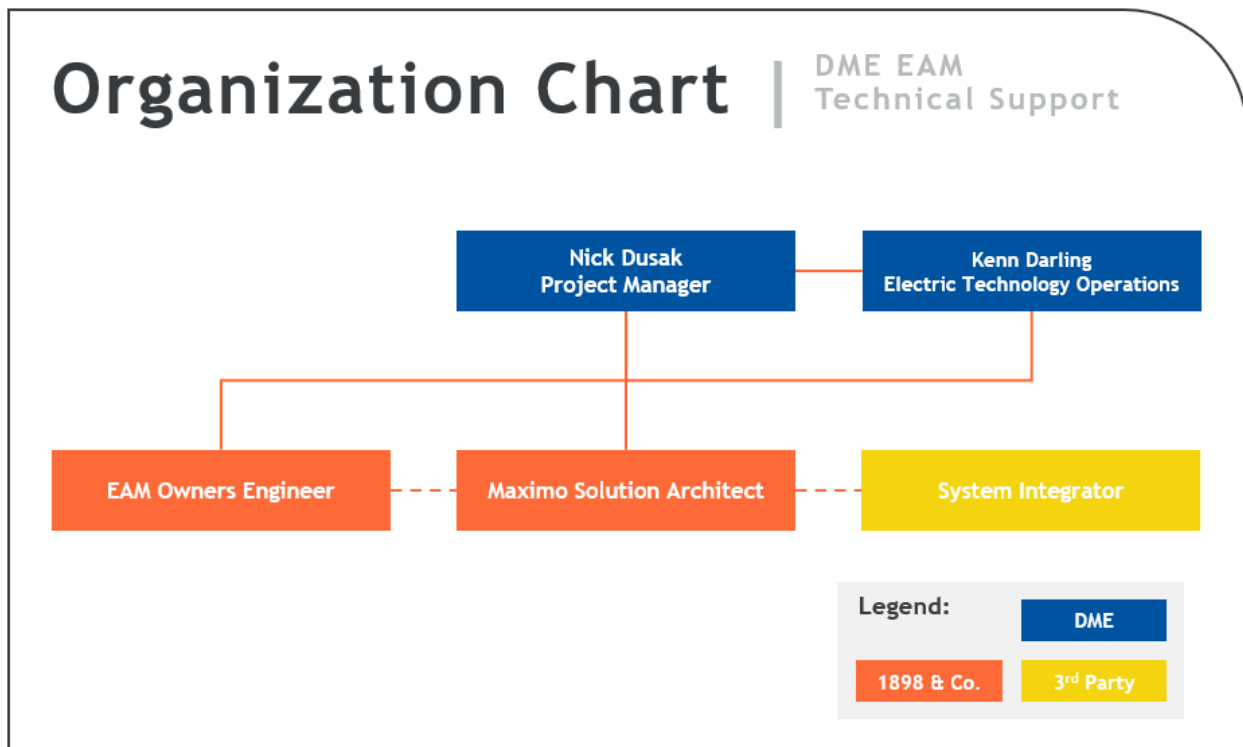 Organization Chart
DME EAM
Technical Support
Nick Dusak
Project Manager
Kenn Darling
Electric Technology Operations
EAM Owners Engineer
Maximo Solution Architect
System Integrator
Legend:
DME
1898 & Co.
3rd Party